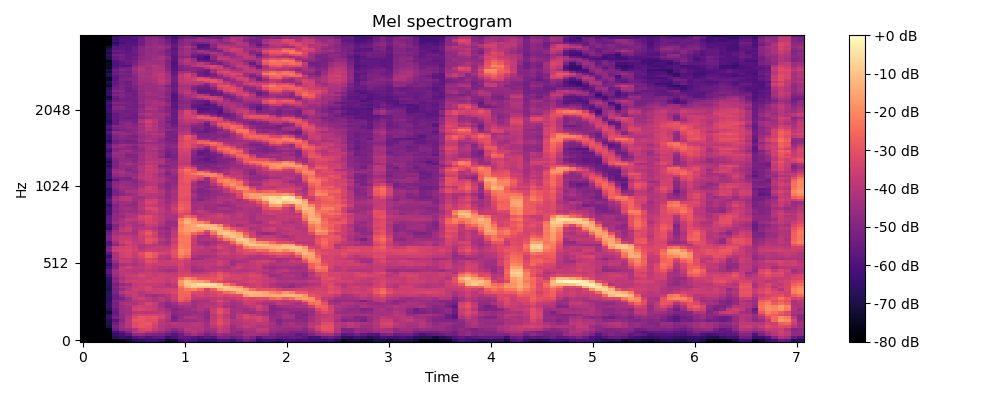 Mel spectrogram
Hz
2048
1024
512
0
0 1 2 3 4 5 6 7
Time
+0 dB
-10 dB
-20 dB
-30 dB
-40 dB
-50 dB
-60 dB
-70 dB
-80 dB